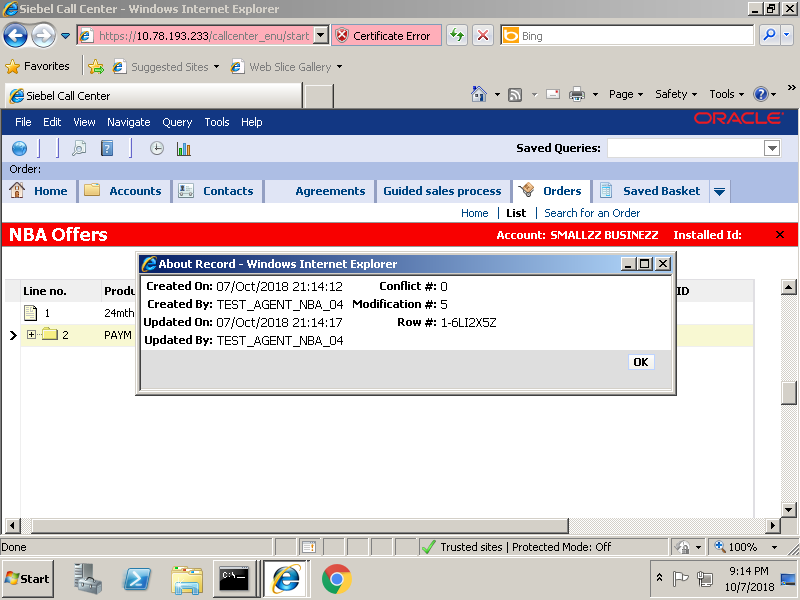 Siebel Call Center - Windows Internet Explorer
https://10.78.193.233/callcenter_enu/start
Certificate Error
Bing
Favorites
Suggested Sites
Web Slice Gallery
Siebel Call Center
Page
Safety
Tools
»
File Edit View Navigate Query Tools Help
ORACLE
Saved Queries:
Order:
Home
Accounts
Contacts
Agreements
Guided sales process
Orders
Saved Basket
Home | List | Search for an Order
NBA Offers
Account: SMALLZZ BUSINEZZ Installed Id:
About Record - Windows Internet Explorer
Line no.
Produ
ID
1
24mth
2
PAYM
Created On: 07/Oct/2018 21:14:12 Conflict #: 0
Created By: TEST_AGENT_NBA_04 Modification #: 5
Updated On: 07/Oct/2018 21:14:17 Row #: 1-6LI2X5Z
Updated By: TEST_AGENT_NBA_04
OK
Done
Trusted sites | Protected Mode: Off
100%
Start
C:\.
9:14 PM
10/7/2018